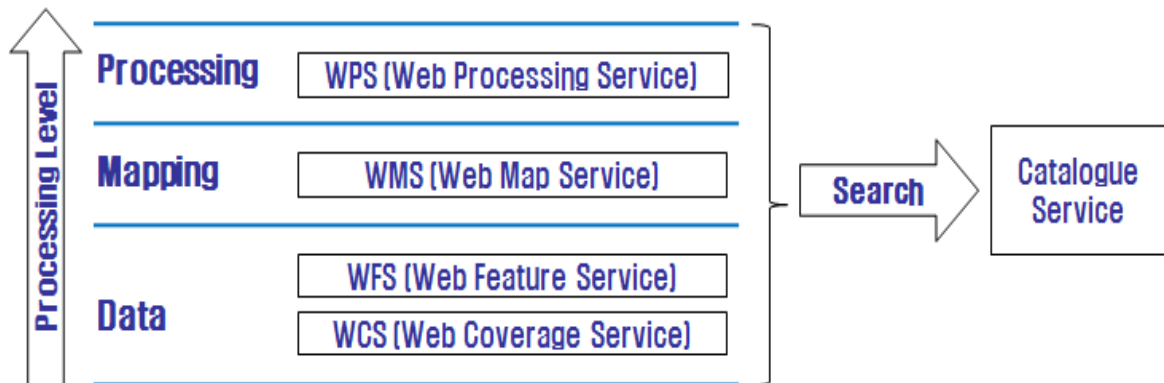 Processing Level
Processing
WPS (Web Processing Service)
Mapping
WMS (Web Map Service)
Data
WFS (Web Feature Service)
WCS (Web Coverage Service)
Search
Catalogue
Service